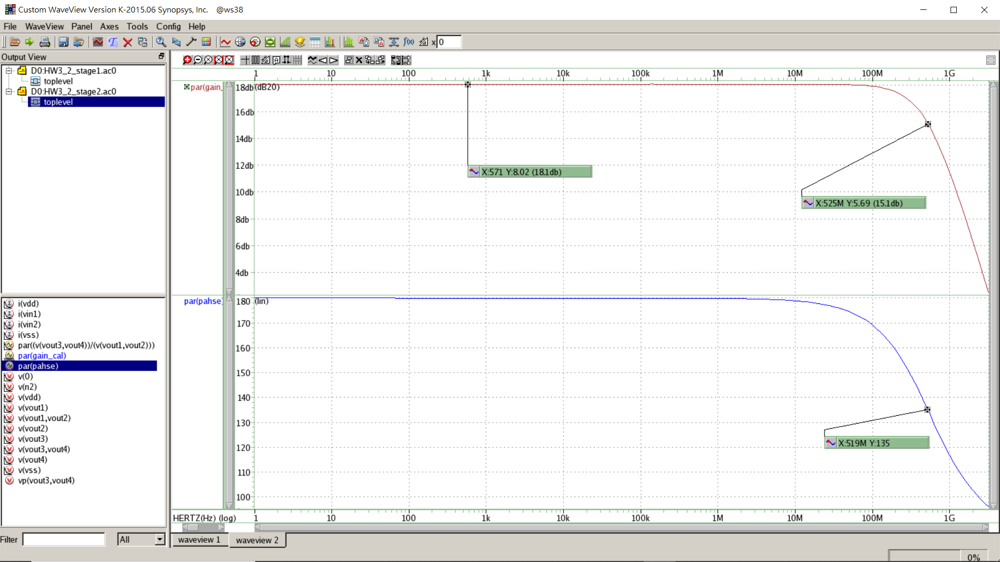 Custom WaveView Version K-2015.06 Synopsys, Inc. @ws38
File WaveView Panel Axes Tools Config Help
x 0
Output View
D0:HW3_2_stage1.ac0
toplevel
D0:HW3_2_stage2.ac0
toplevel
i(vdd)
i(vin1)
i(vin2)
i(vss)
par((v(vout3,vout4))/(v(vout1,vout2)))
par(gain_cal)
par(pahse)
v(0)
v(n2)
v(vdd)
v(vout1)
v(vout1,vout2)
v(vout2)
v(vout3)
v(vout3,vout4)
v(vout4)
v(vss)
vp(vout3,vout4)
Filter
All
1 10 100 1k 10k 100k 1M 10M 100M 1G
par(gain_
18db (dB20)
16db
14db
12db
10db
8db
6db
4db
X:571 Y:8.02 (18.1db)
X:525M Y:5.69 (15.1db)
par(pahse)
180 (lin)
170
160
150
140
130
120
110
100
X:519M Y:135
HERTZ(Hz) (log) 1 10 100 1k 10k 100k 1M 10M 100M 1G
waveview 1 waveview 2
0%